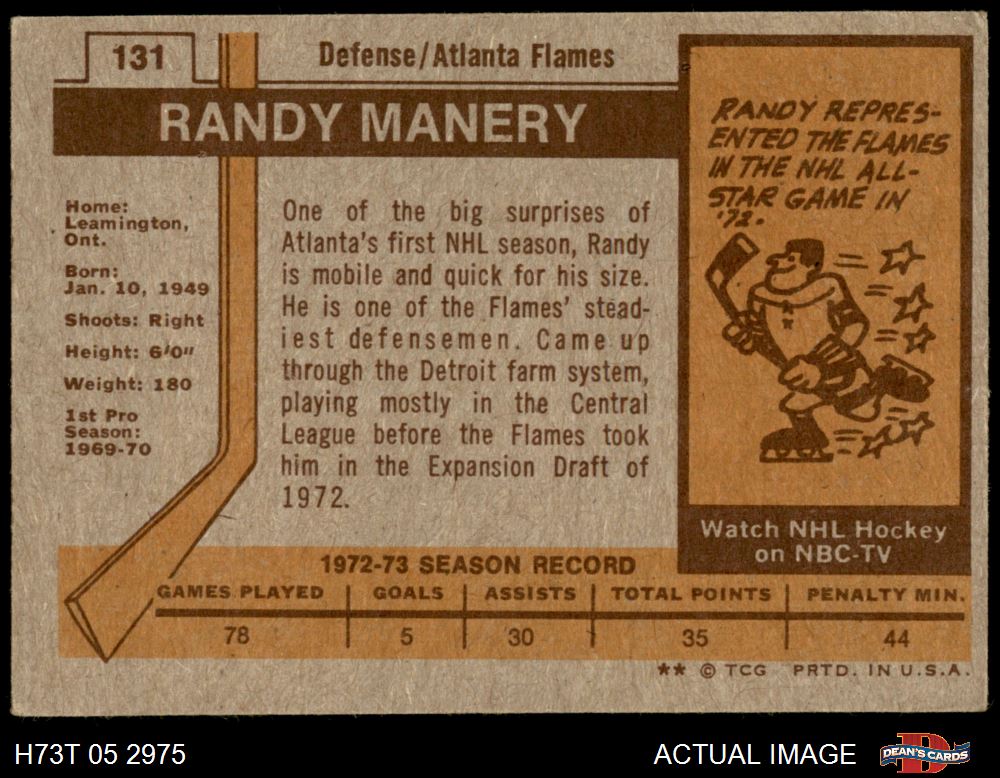 131
Defense/Atlanta Flames
RANDY MANERY
Home:
Leamington,
Ont.
Born:
Jan. 10, 1949
Shoots: Right
Height: 6'0"
Weight: 180
1st Pro
Season:
1969-70
One of the big surprises of
Atlanta's first NHL season, Randy
is mobile and quick for his size.
He is one of the Flames' stead-
iest defensemen. Came up
through the Detroit farm system,
playing mostly in the Central
League before the Flames took
him in the Expansion Draft of
1972.
RANDY REPRES-
ENTED THE FLAMES
IN THE NHL ALL-
STAR GAME IN
'72.
Watch NHL Hockey
on NBC-TV
1972-73 SEASON RECORD
GAMES PLAYED GOALS ASSISTS TOTAL POINTS PENALTY MIN.
78 5 30 35 44
** © TCG PRTD. IN U.S.A.
H73T 05 2975
ACTUAL IMAGE
DEAN'S CARDS